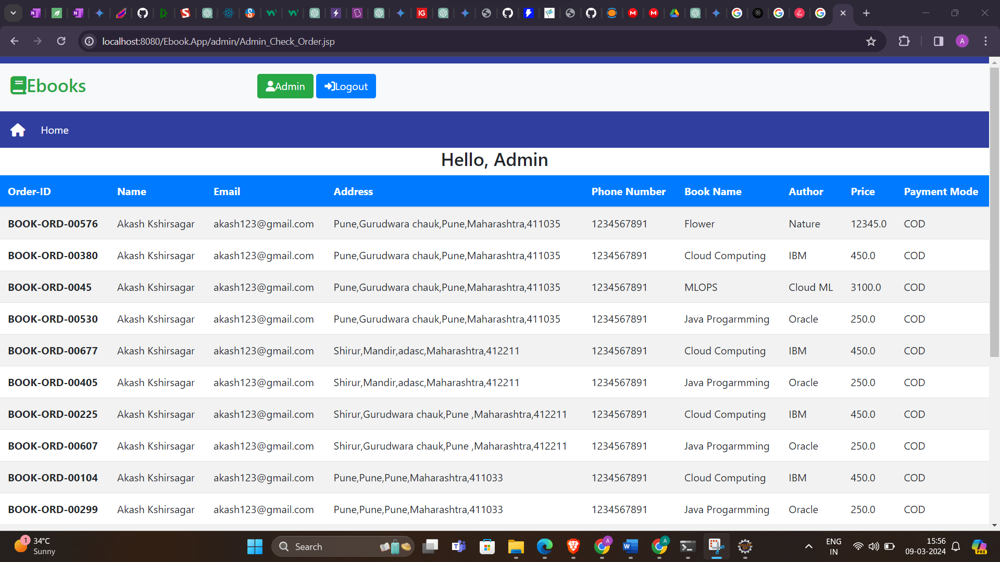 localhost:8080/Ebook.App/admin/Admin_Check_Order.jsp
A
Ebooks
Admin
Logout
Home
Hello, Admin
Order-ID Name Email Address Phone Number Book Name Author Price Payment Mode
BOOK-ORD-00576 Akash Kshirsagar akash123@gmail.com Pune,Gurudwara chauk,Pune,Maharashtra,411035 1234567891 Flower Nature 12345.0 COD
BOOK-ORD-00380 Akash Kshirsagar akash123@gmail.com Pune,Gurudwara chauk,Pune,Maharashtra,411035 1234567891 Cloud Computing IBM 450.0 COD
BOOK-ORD-0045 Akash Kshirsagar akash123@gmail.com Pune,Gurudwara chauk,Pune,Maharashtra,411035 1234567891 MLOPS Cloud ML 3100.0 COD
BOOK-ORD-00530 Akash Kshirsagar akash123@gmail.com Pune,Gurudwara chauk,Pune,Maharashtra,411035 1234567891 Java Progarmming Oracle 250.0 COD
BOOK-ORD-00677 Akash Kshirsagar akash123@gmail.com Shirur,Mandir,adasc,Maharashtra,412211 1234567891 Cloud Computing IBM 450.0 COD
BOOK-ORD-00405 Akash Kshirsagar akash123@gmail.com Shirur,Mandir,adasc,Maharashtra,412211 1234567891 Java Progarmming Oracle 250.0 COD
BOOK-ORD-00225 Akash Kshirsagar akash123@gmail.com Shirur,Gurudwara chauk,Pune ,Maharashtra,412211 1234567891 Cloud Computing IBM 450.0 COD
BOOK-ORD-00607 Akash Kshirsagar akash123@gmail.com Shirur,Gurudwara chauk,Pune ,Maharashtra,412211 1234567891 Java Progarmming Oracle 250.0 COD
BOOK-ORD-00104 Akash Kshirsagar akash123@gmail.com Pune,Pune,Pune,Maharashtra,411033 1234567891 Cloud Computing IBM 450.0 COD
BOOK-ORD-00299 Akash Kshirsagar akash123@gmail.com Pune,Pune,Pune,Maharashtra,411033 1234567891 Java Progarmming Oracle 250.0 COD
1 34°C
Sunny
Search
ENG
IN
15:56
09-03-2024
PRE